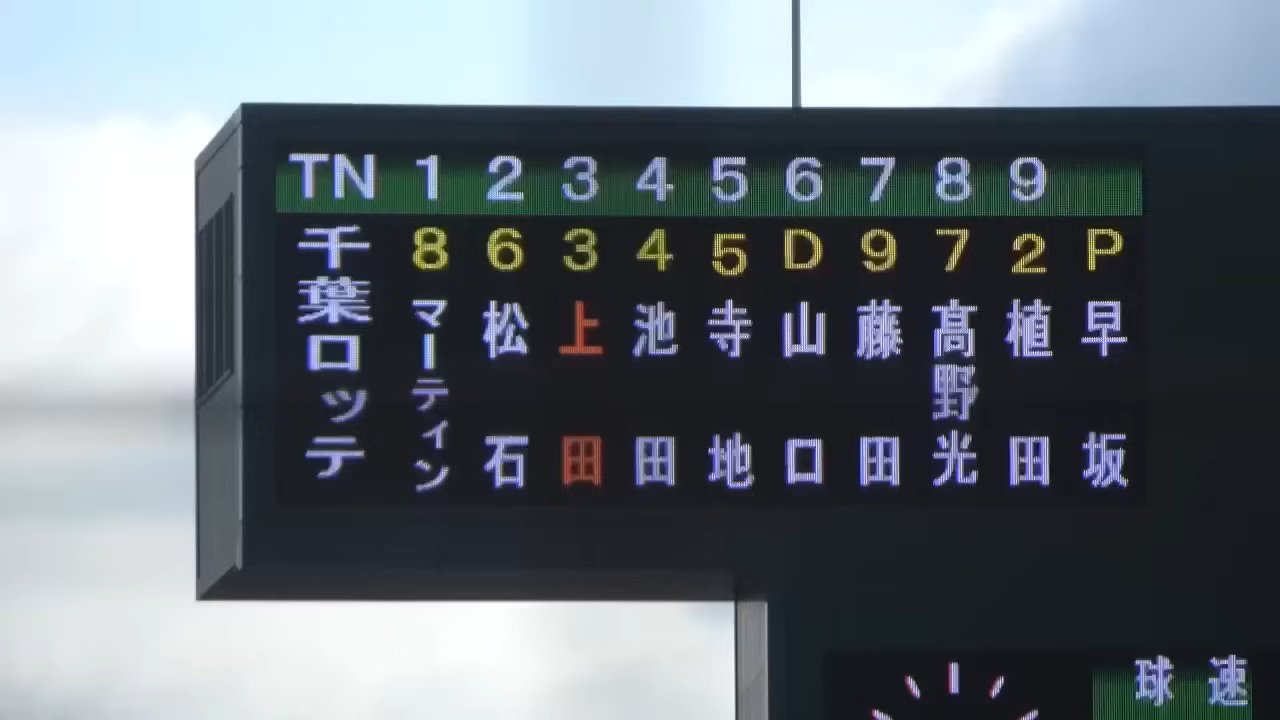 TN 1 2 3 4 5 6 7 8 9
8 6 3 4 5 D 9 7 2 P
千葉ロッテ
マーティン
松石
上田
池田
寺地
山口
藤田
髙野光
植田
早坂
球速